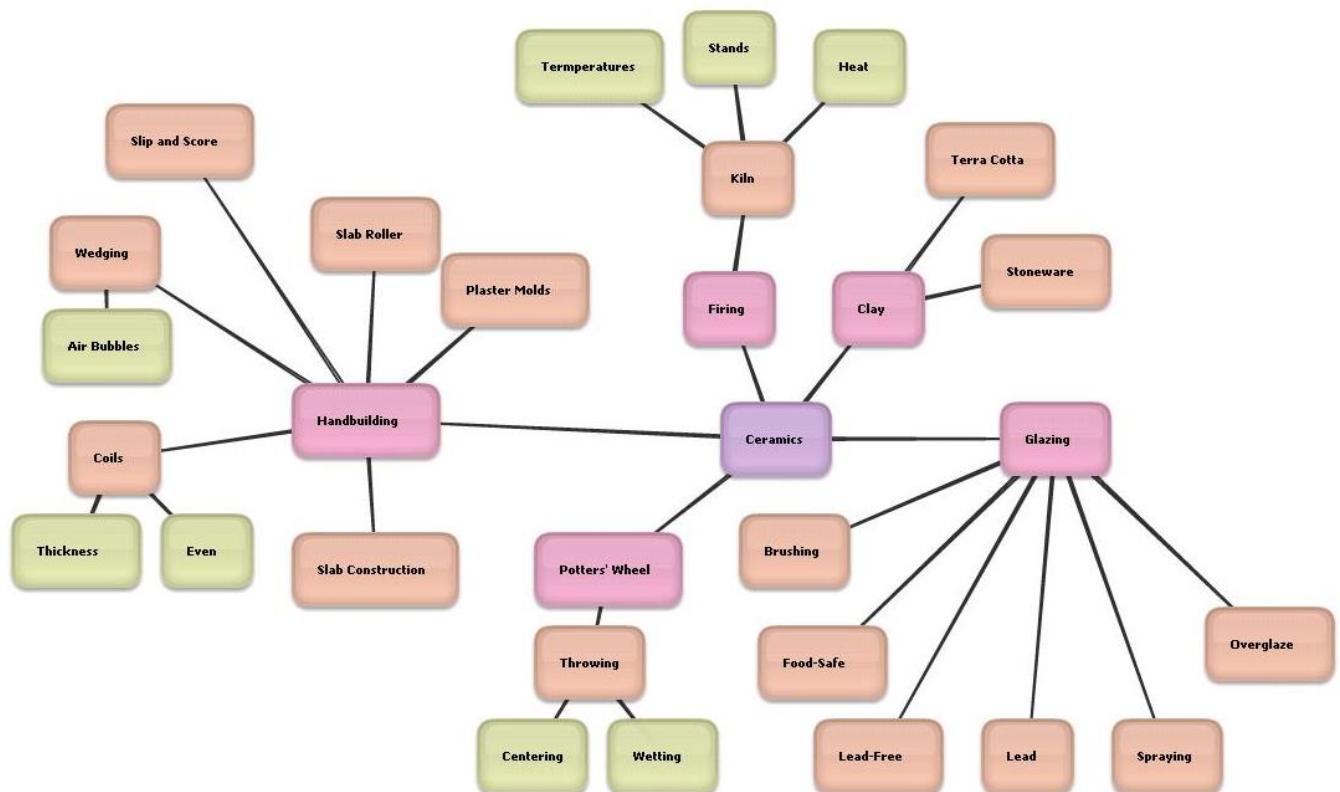 Stands
Termperatures
Heat
Slip and Score
Terra Cotta
Kiln
Slab Roller
Wedging
Stoneware
Plaster Molds
Firing
Clay
Air Bubbles
Handbuilding
Ceramics
Glazing
Coils
Thickness
Even
Brushing
Slab Construction
Potters' Wheel
Overglaze
Throwing
Food-Safe
Centering
Wetting
Lead-Free
Lead
Spraying